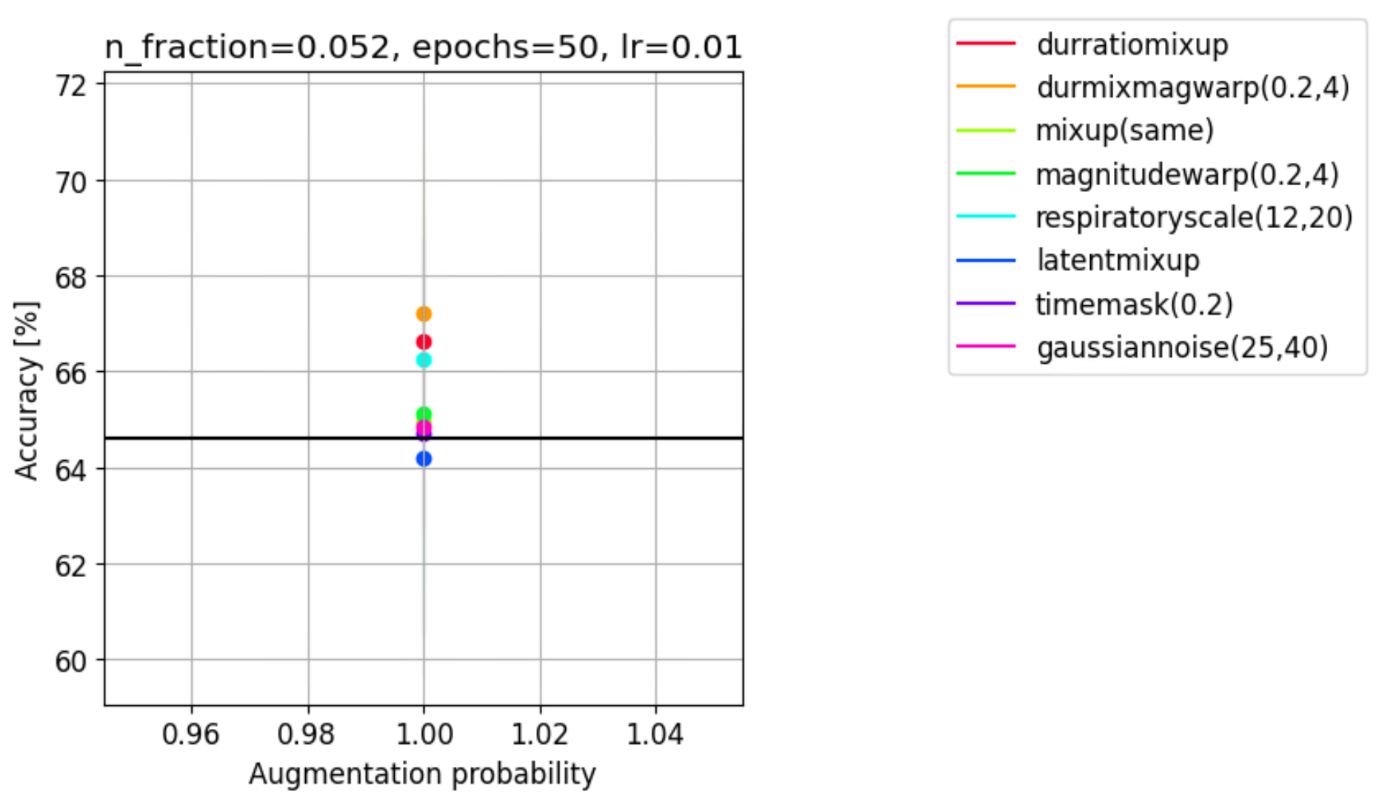 n_fraction=0.052, epochs=50, lr=0.01
72
70
68
66
64
62
60
Accuracy [%]
0.96 0.98 1.00 1.02 1.04
Augmentation probability
durratiomixup
durmixmagwarp(0.2,4)
mixup(same)
magnitudewarp(0.2,4)
respiratoryscale(12,20)
latentmixup
timemask(0.2)
gaussiannoise(25,40)